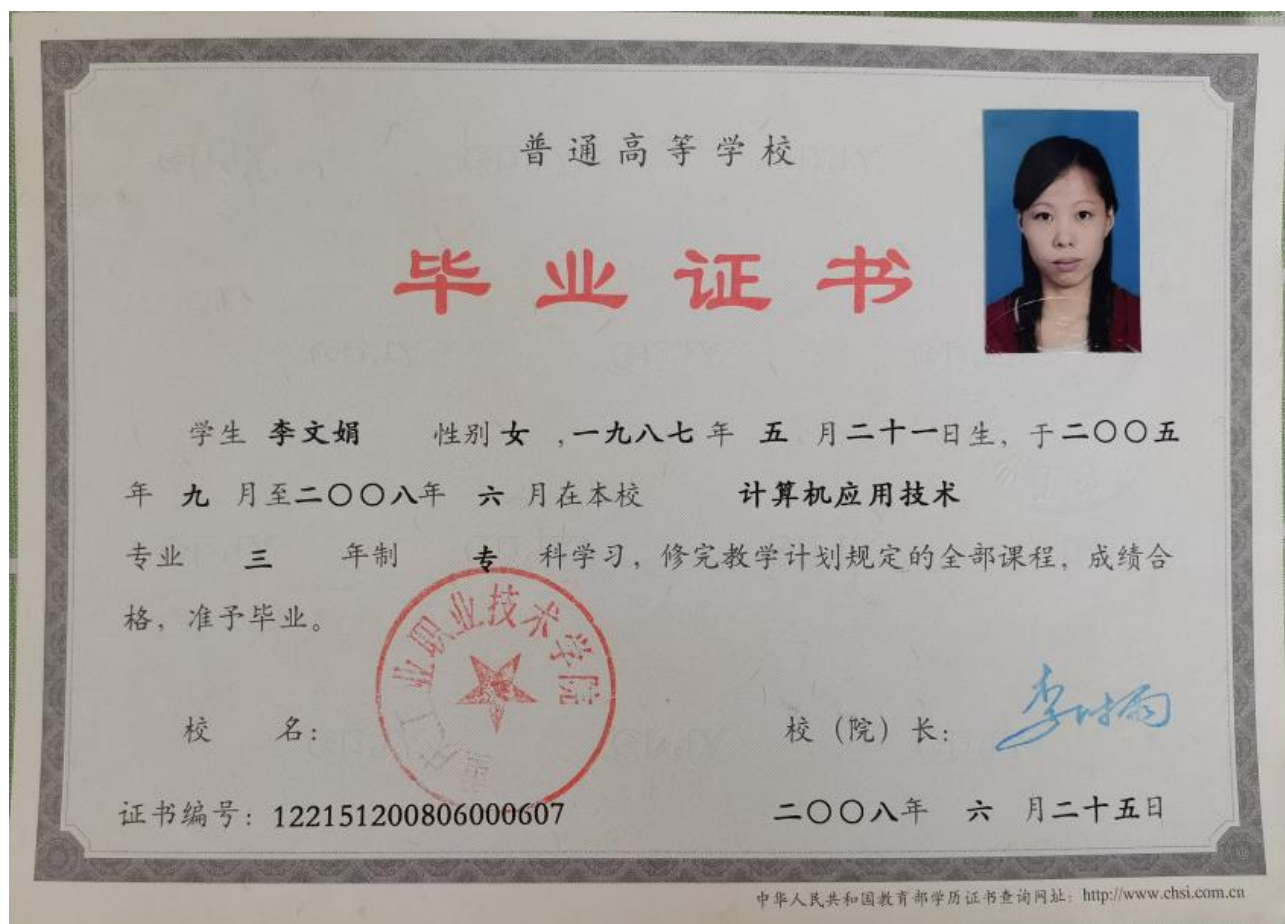 普通高等学校
毕业证书
学生 李文娟 性别 女 ,一九八七 年 五 月二十一日生, 于二〇〇五
年 九 月至二〇〇八年 六 月在本校 计算机应用技术
专业 三 年制 专 科学习, 修完教学计划规定的全部课程, 成绩合
格, 准予毕业。
业职业技术学院
校 名:
校(院)长:
证书编号: 122151200806000607
二〇〇八年 六 月二十五日
中华人民共和国教育部学历证书查询网址: http://www.chsi.com.cn